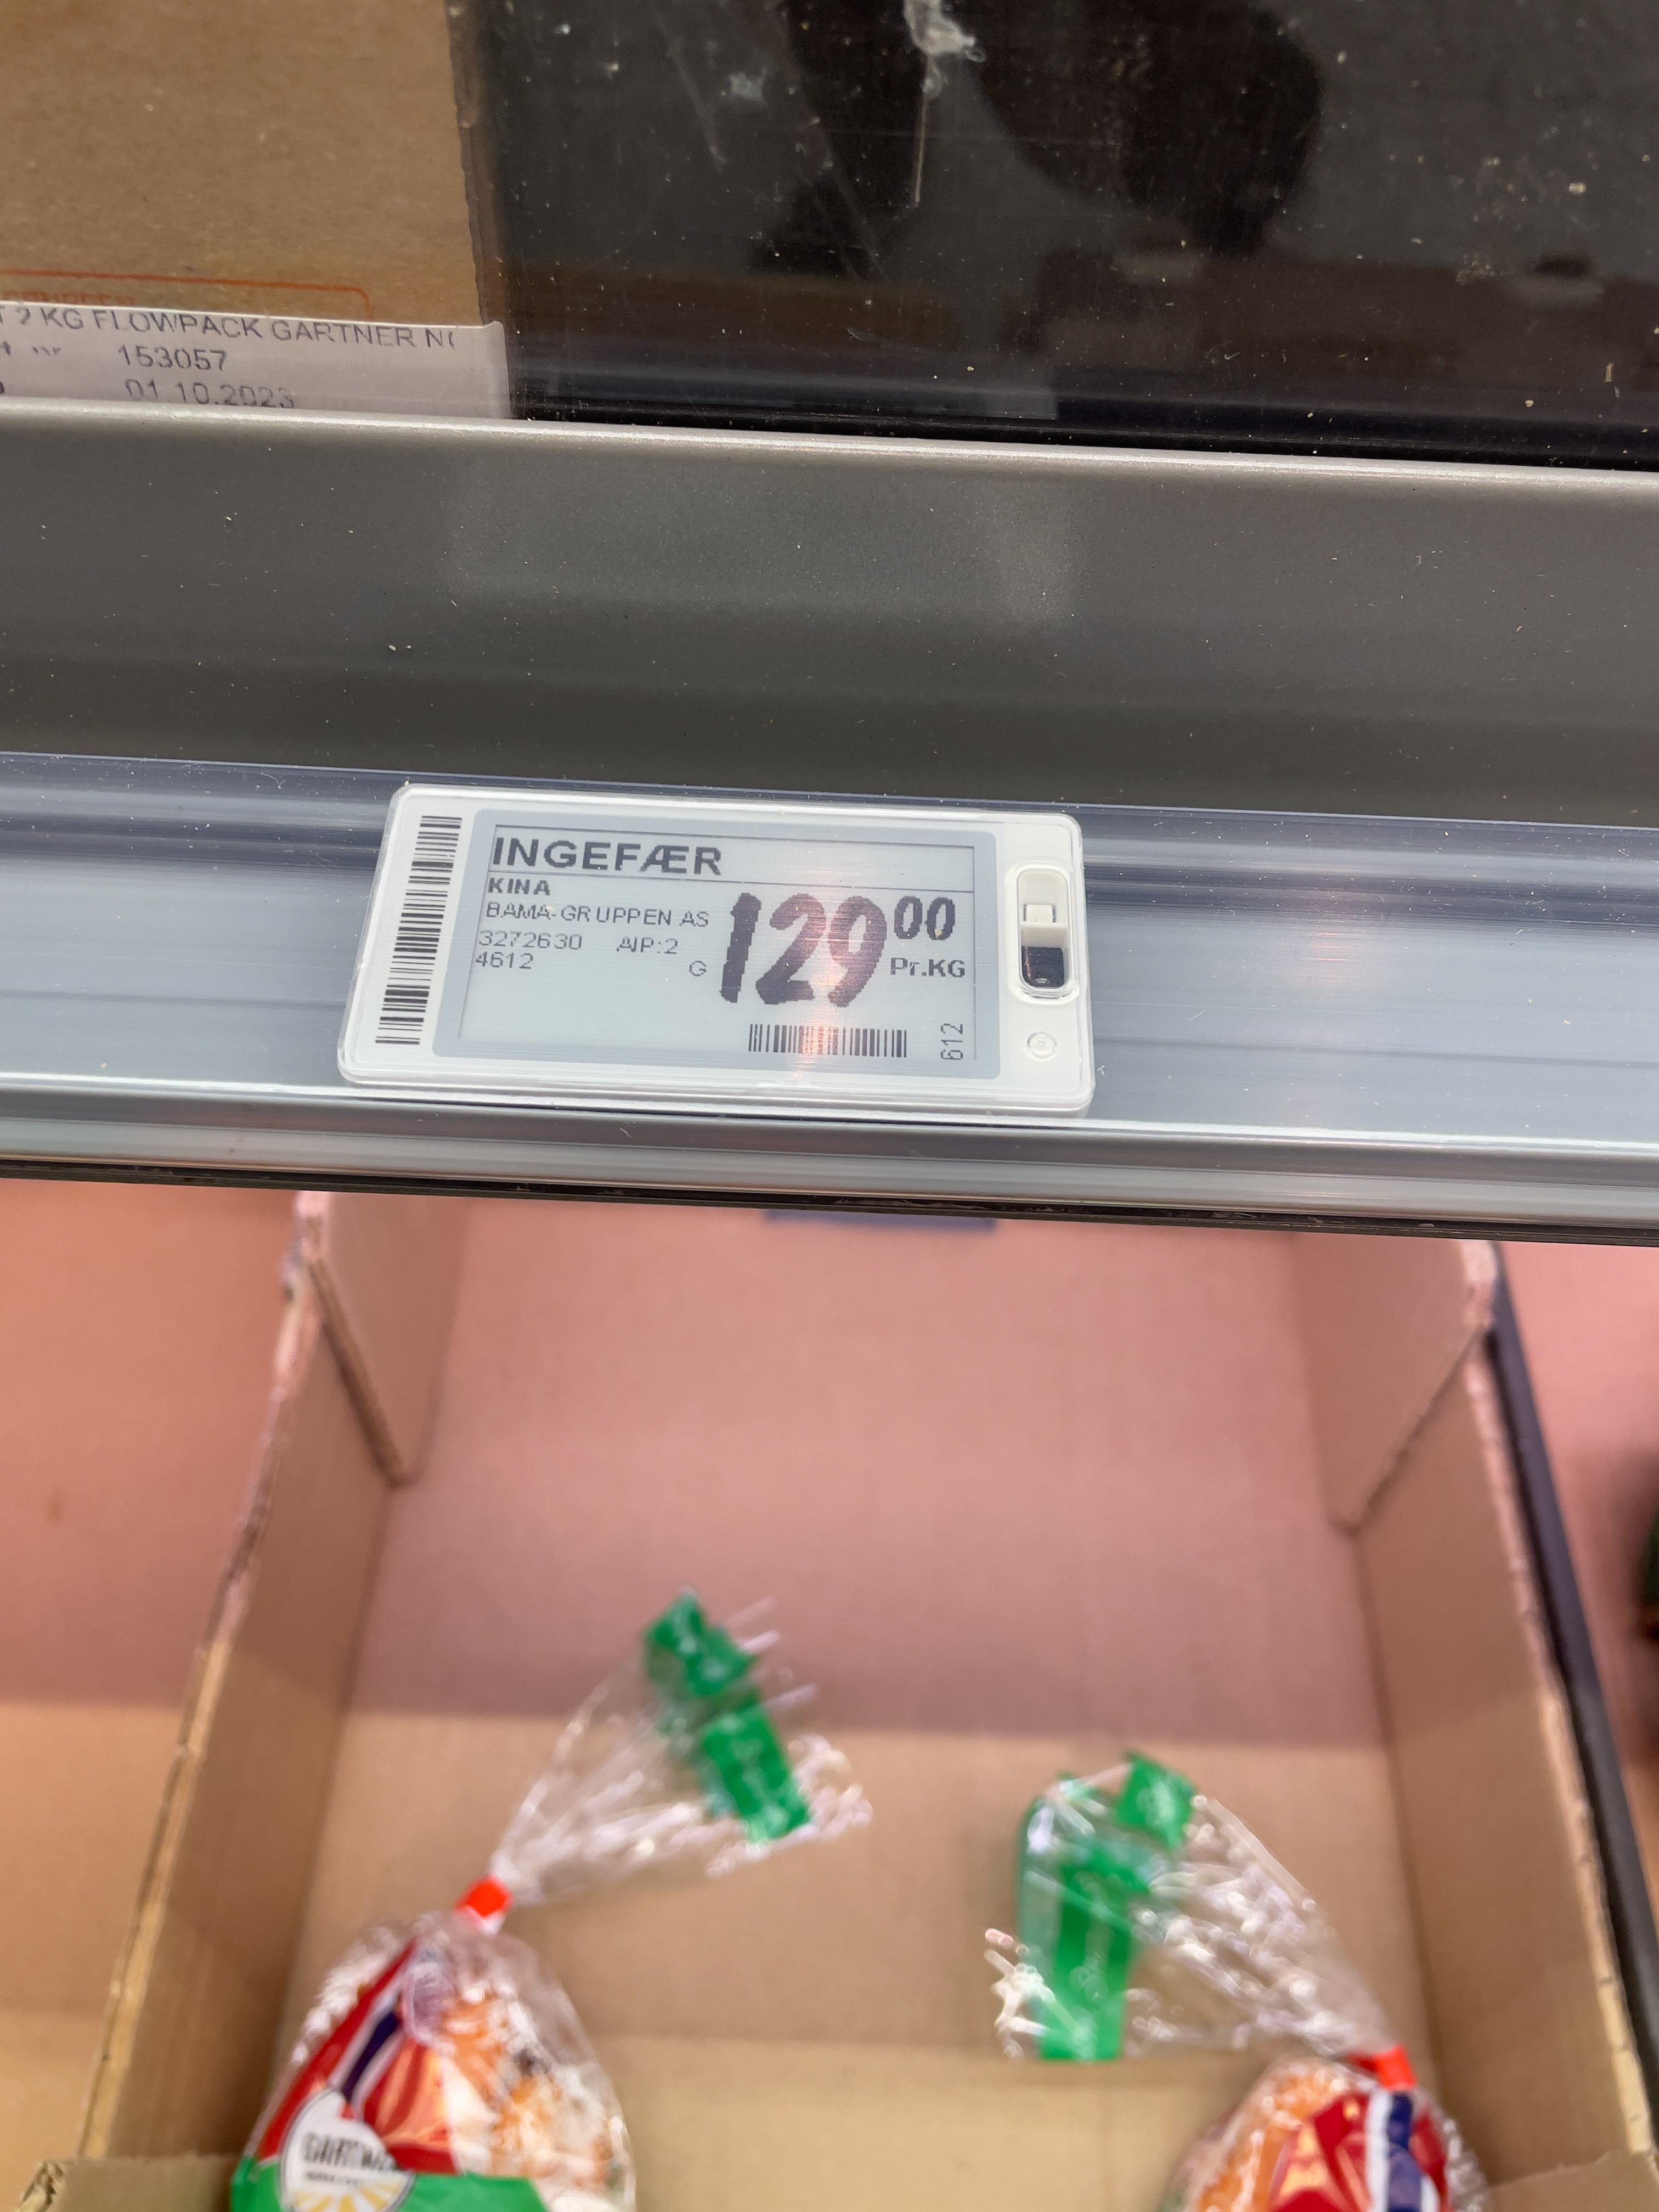 2 KG FLOWPACK GARTNER
153057
01.10.2023
INGEFÆR
KINA
BAMA-GRUPPEN AS
3272630 AIP:2
4612
G
129 00
Pr.KG
612